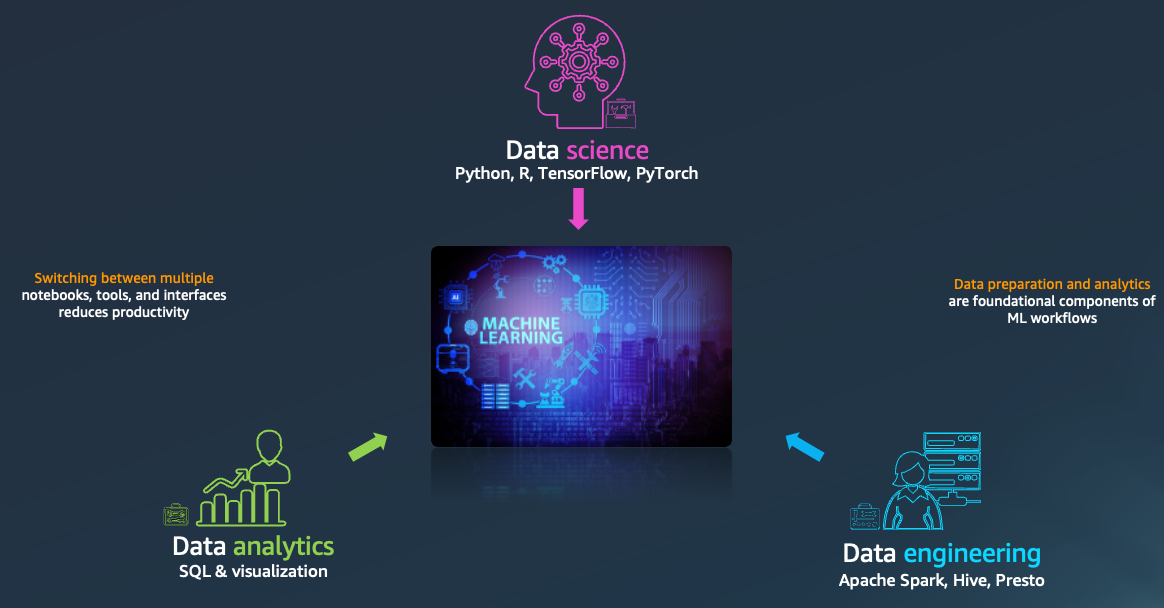 Data science
Python, R, TensorFlow, PyTorch
Switching between multiple
notebooks, tools, and interfaces
reduces productivity
Data preparation and analytics
are foundational components of
ML workflows
AI
MACHINE
LEARNING
Data analytics
SQL & visualization
Data engineering
Apache Spark, Hive, Presto